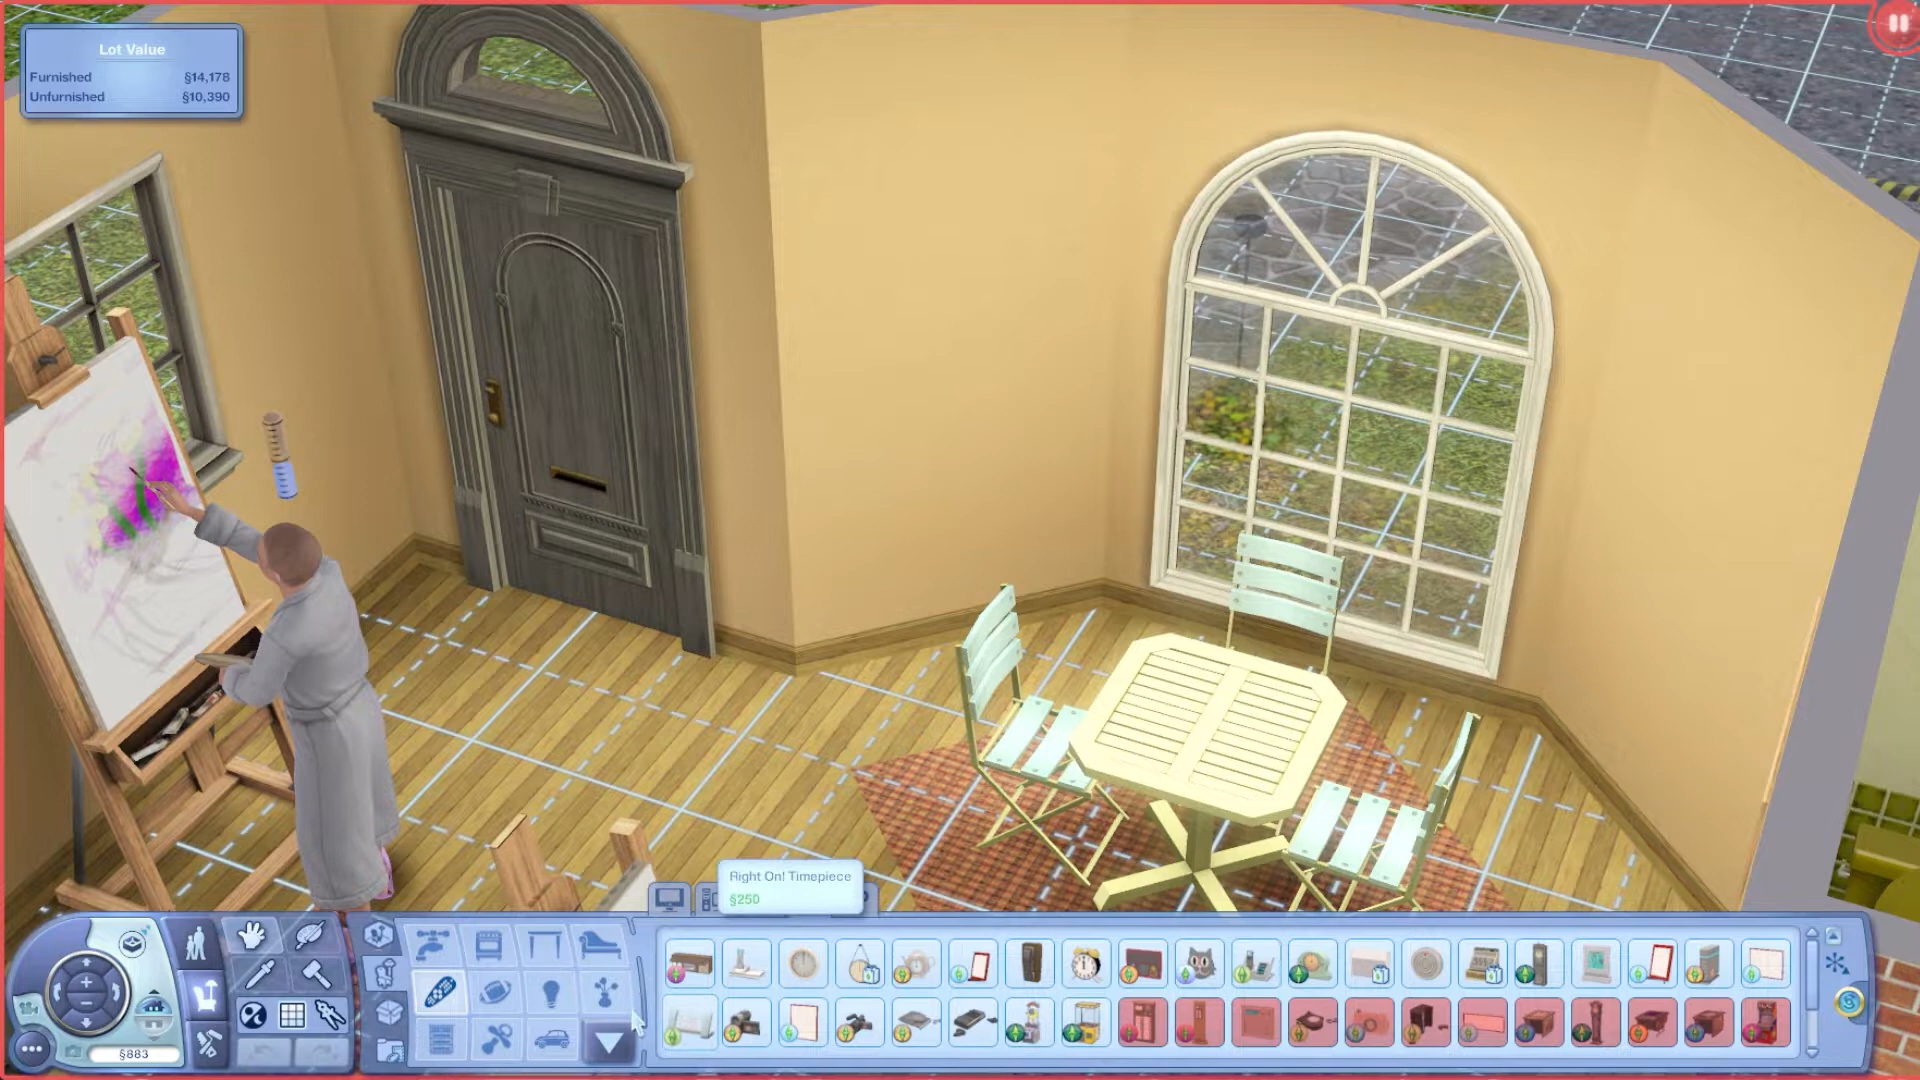 Lot Value
Furnished §14,178
Unfurnished §10,390
Right On! Timepiece
§250
§883